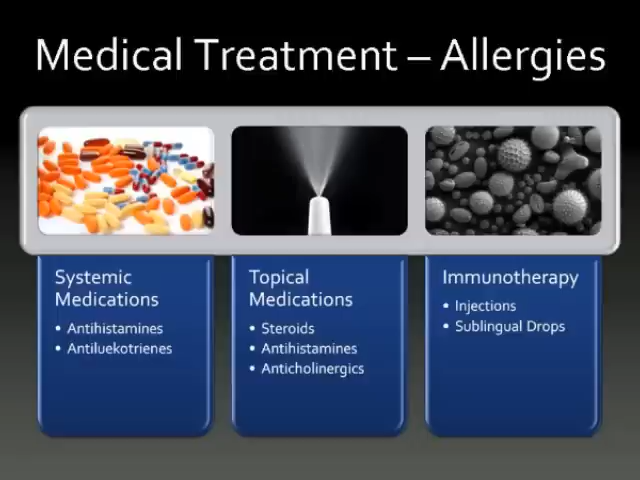 Medical Treatment – Allergies
Systemic
Medications
• Antihistamines
• Antiluekotrienes
Topical
Medications
• Steroids
• Antihistamines
• Anticholinergics
Immunotherapy
• Injections
• Sublingual Drops